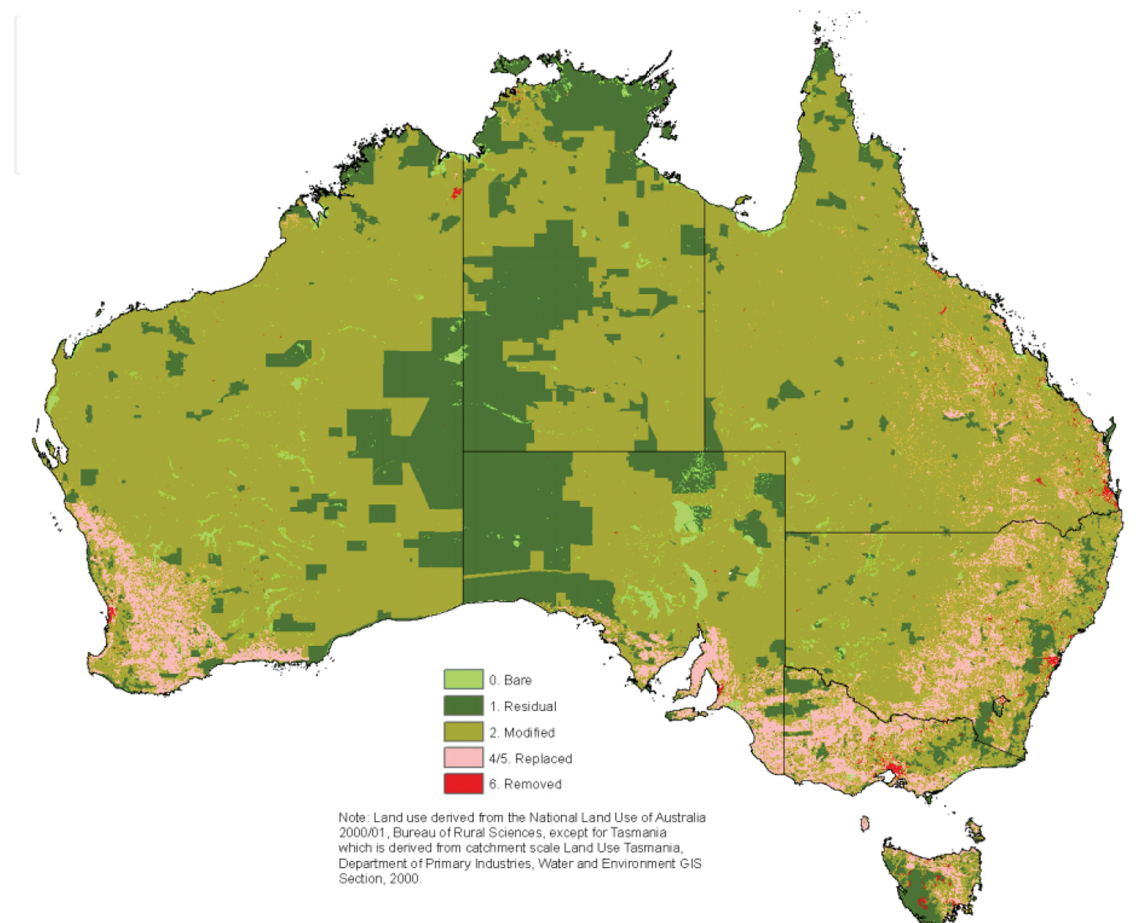 0. Bare
1. Residual
2. Modified
4/5. Replaced
6. Removed
Note: Land use derived from the National Land Use of Australia
2000/01, Bureau of Rural Sciences, except for Tasmania
which is derived from catchment scale Land Use Tasmania,
Department of Primary Industries, Water and Environment GIS
Section, 2000.